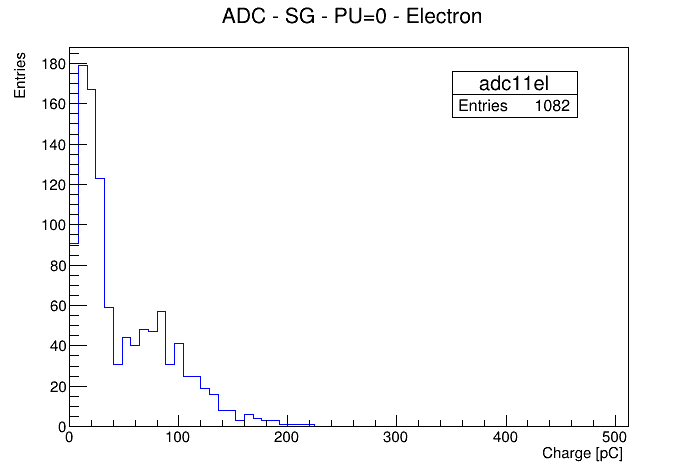 ADC - SG - PU=0 - Electron
Entries
adc11el
Entries 1082
180
160
140
120
100
80
60
40
20
0
0 100 200 300 400 500
Charge [pC]